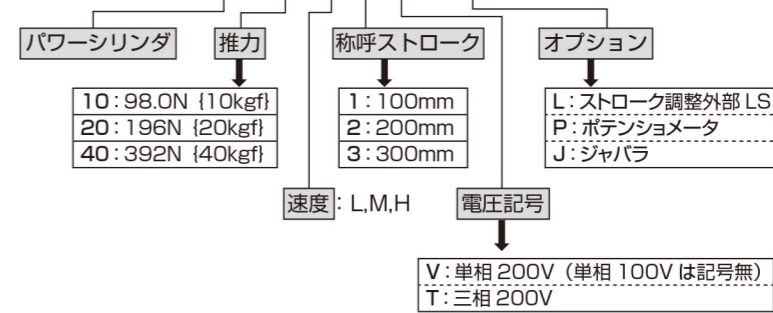 パワーシリンダ
推力
称呼ストローク
オプション
10：98.0N {10kgf}
20：196N {20kgf}
40：392N {40kgf}
1：100mm
2：200mm
3：300mm
L：ストローク調整外部 LS
P：ポテンショメータ
J：ジャバラ
速度：L,M,H
電圧記号
V：単相 200V（単相 100V は記号無）
T：三相 200V